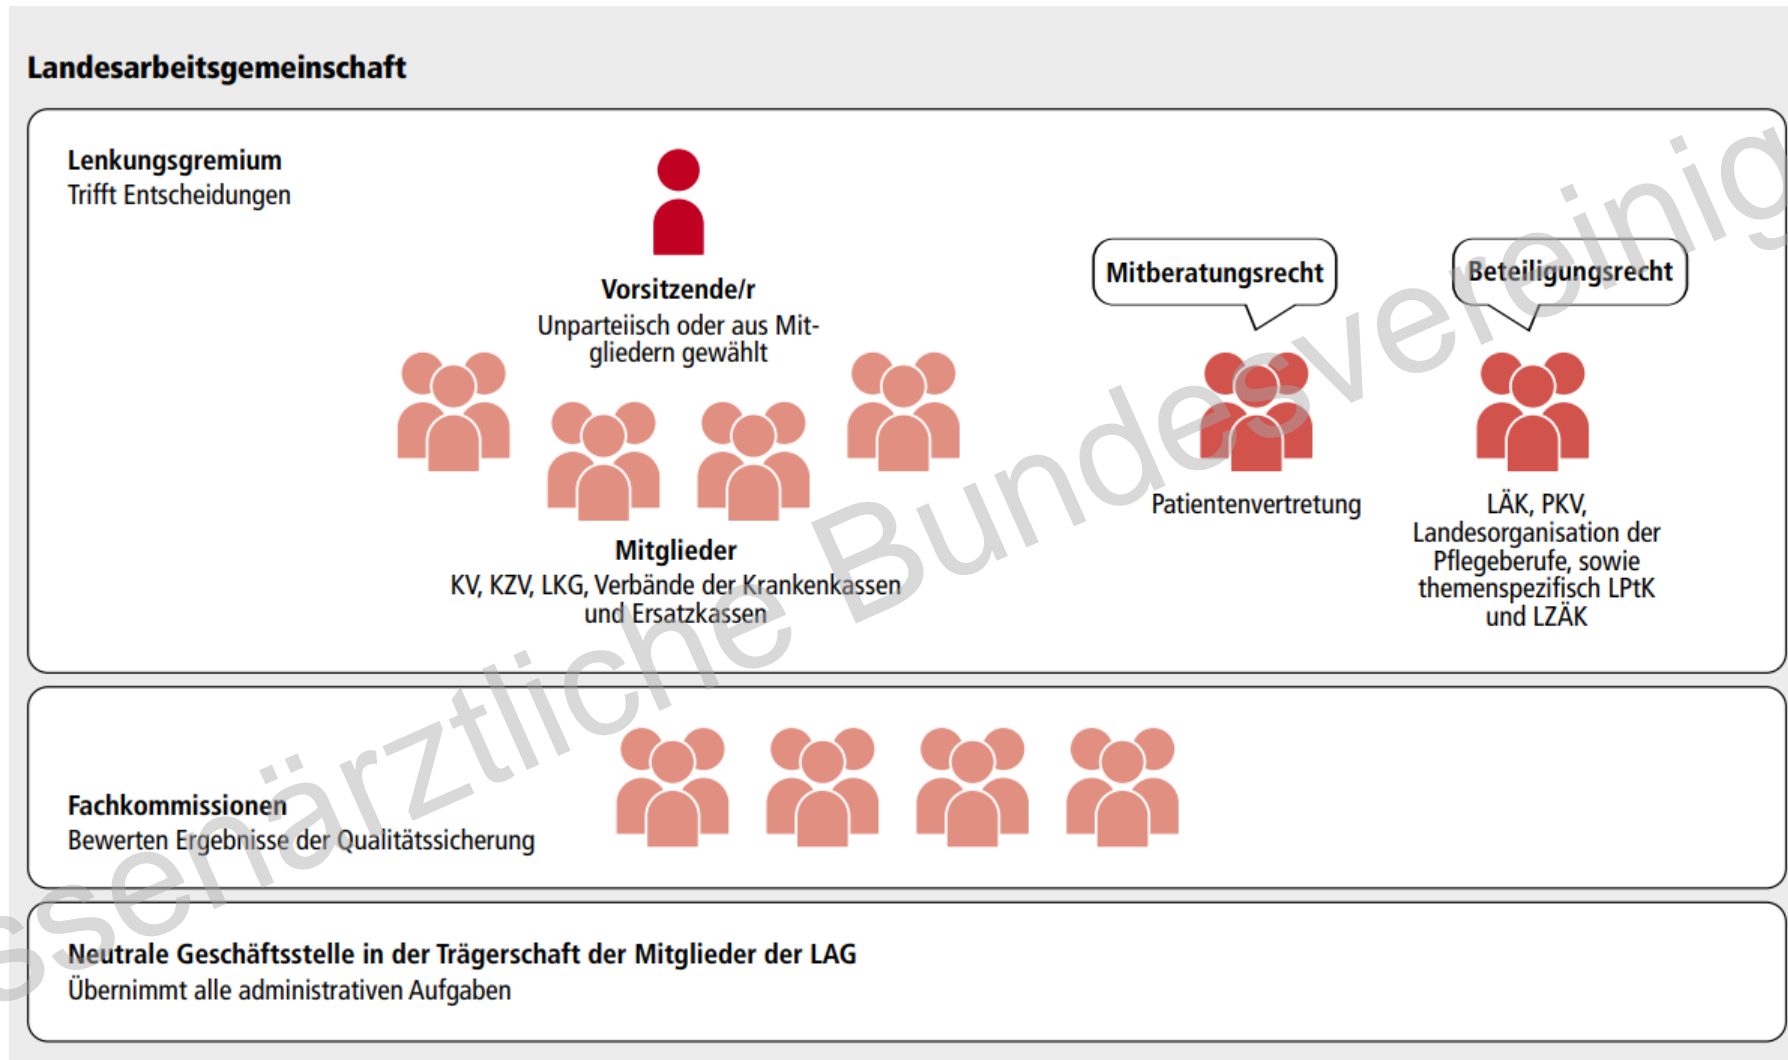 Landesarbeitsgemeinschaft
Lenkungsgremium
Trifft Entscheidungen
Vorsitzende/r
Unparteiisch oder aus Mit-
gliedern gewählt
Mitglieder
KV, KZV, LKG, Verbände der Krankenkassen
und Ersatzkassen
Mitberatungsrecht
Patientenvertretung
Beteiligungsrecht
LÄK, PKV,
Landesorganisation der
Pflegeberufe, sowie
themenspezifisch LPtK
und LZÄK
Fachkommissionen
Bewerten Ergebnisse der Qualitätssicherung
Neutrale Geschäftsstelle in der Trägerschaft der Mitglieder der LAG
Übernimmt alle administrativen Aufgaben
ssenärztliche Bundesvereinig